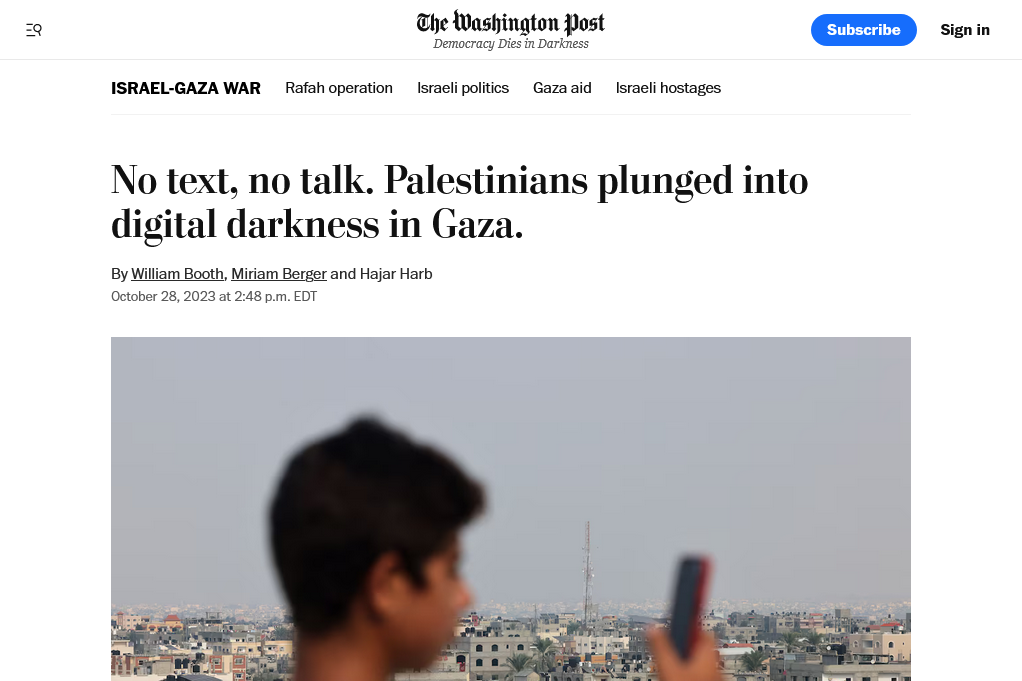 The Washington Post
Democracy Dies in Darkness
Subscribe
Sign in
ISRAEL-GAZA WAR
Rafah operation
Israeli politics
Gaza aid
Israeli hostages
No text, no talk. Palestinians plunged into
digital darkness in Gaza.
By William Booth, Miriam Berger and Hajar Harb
October 28, 2023 at 2:48 p.m. EDT